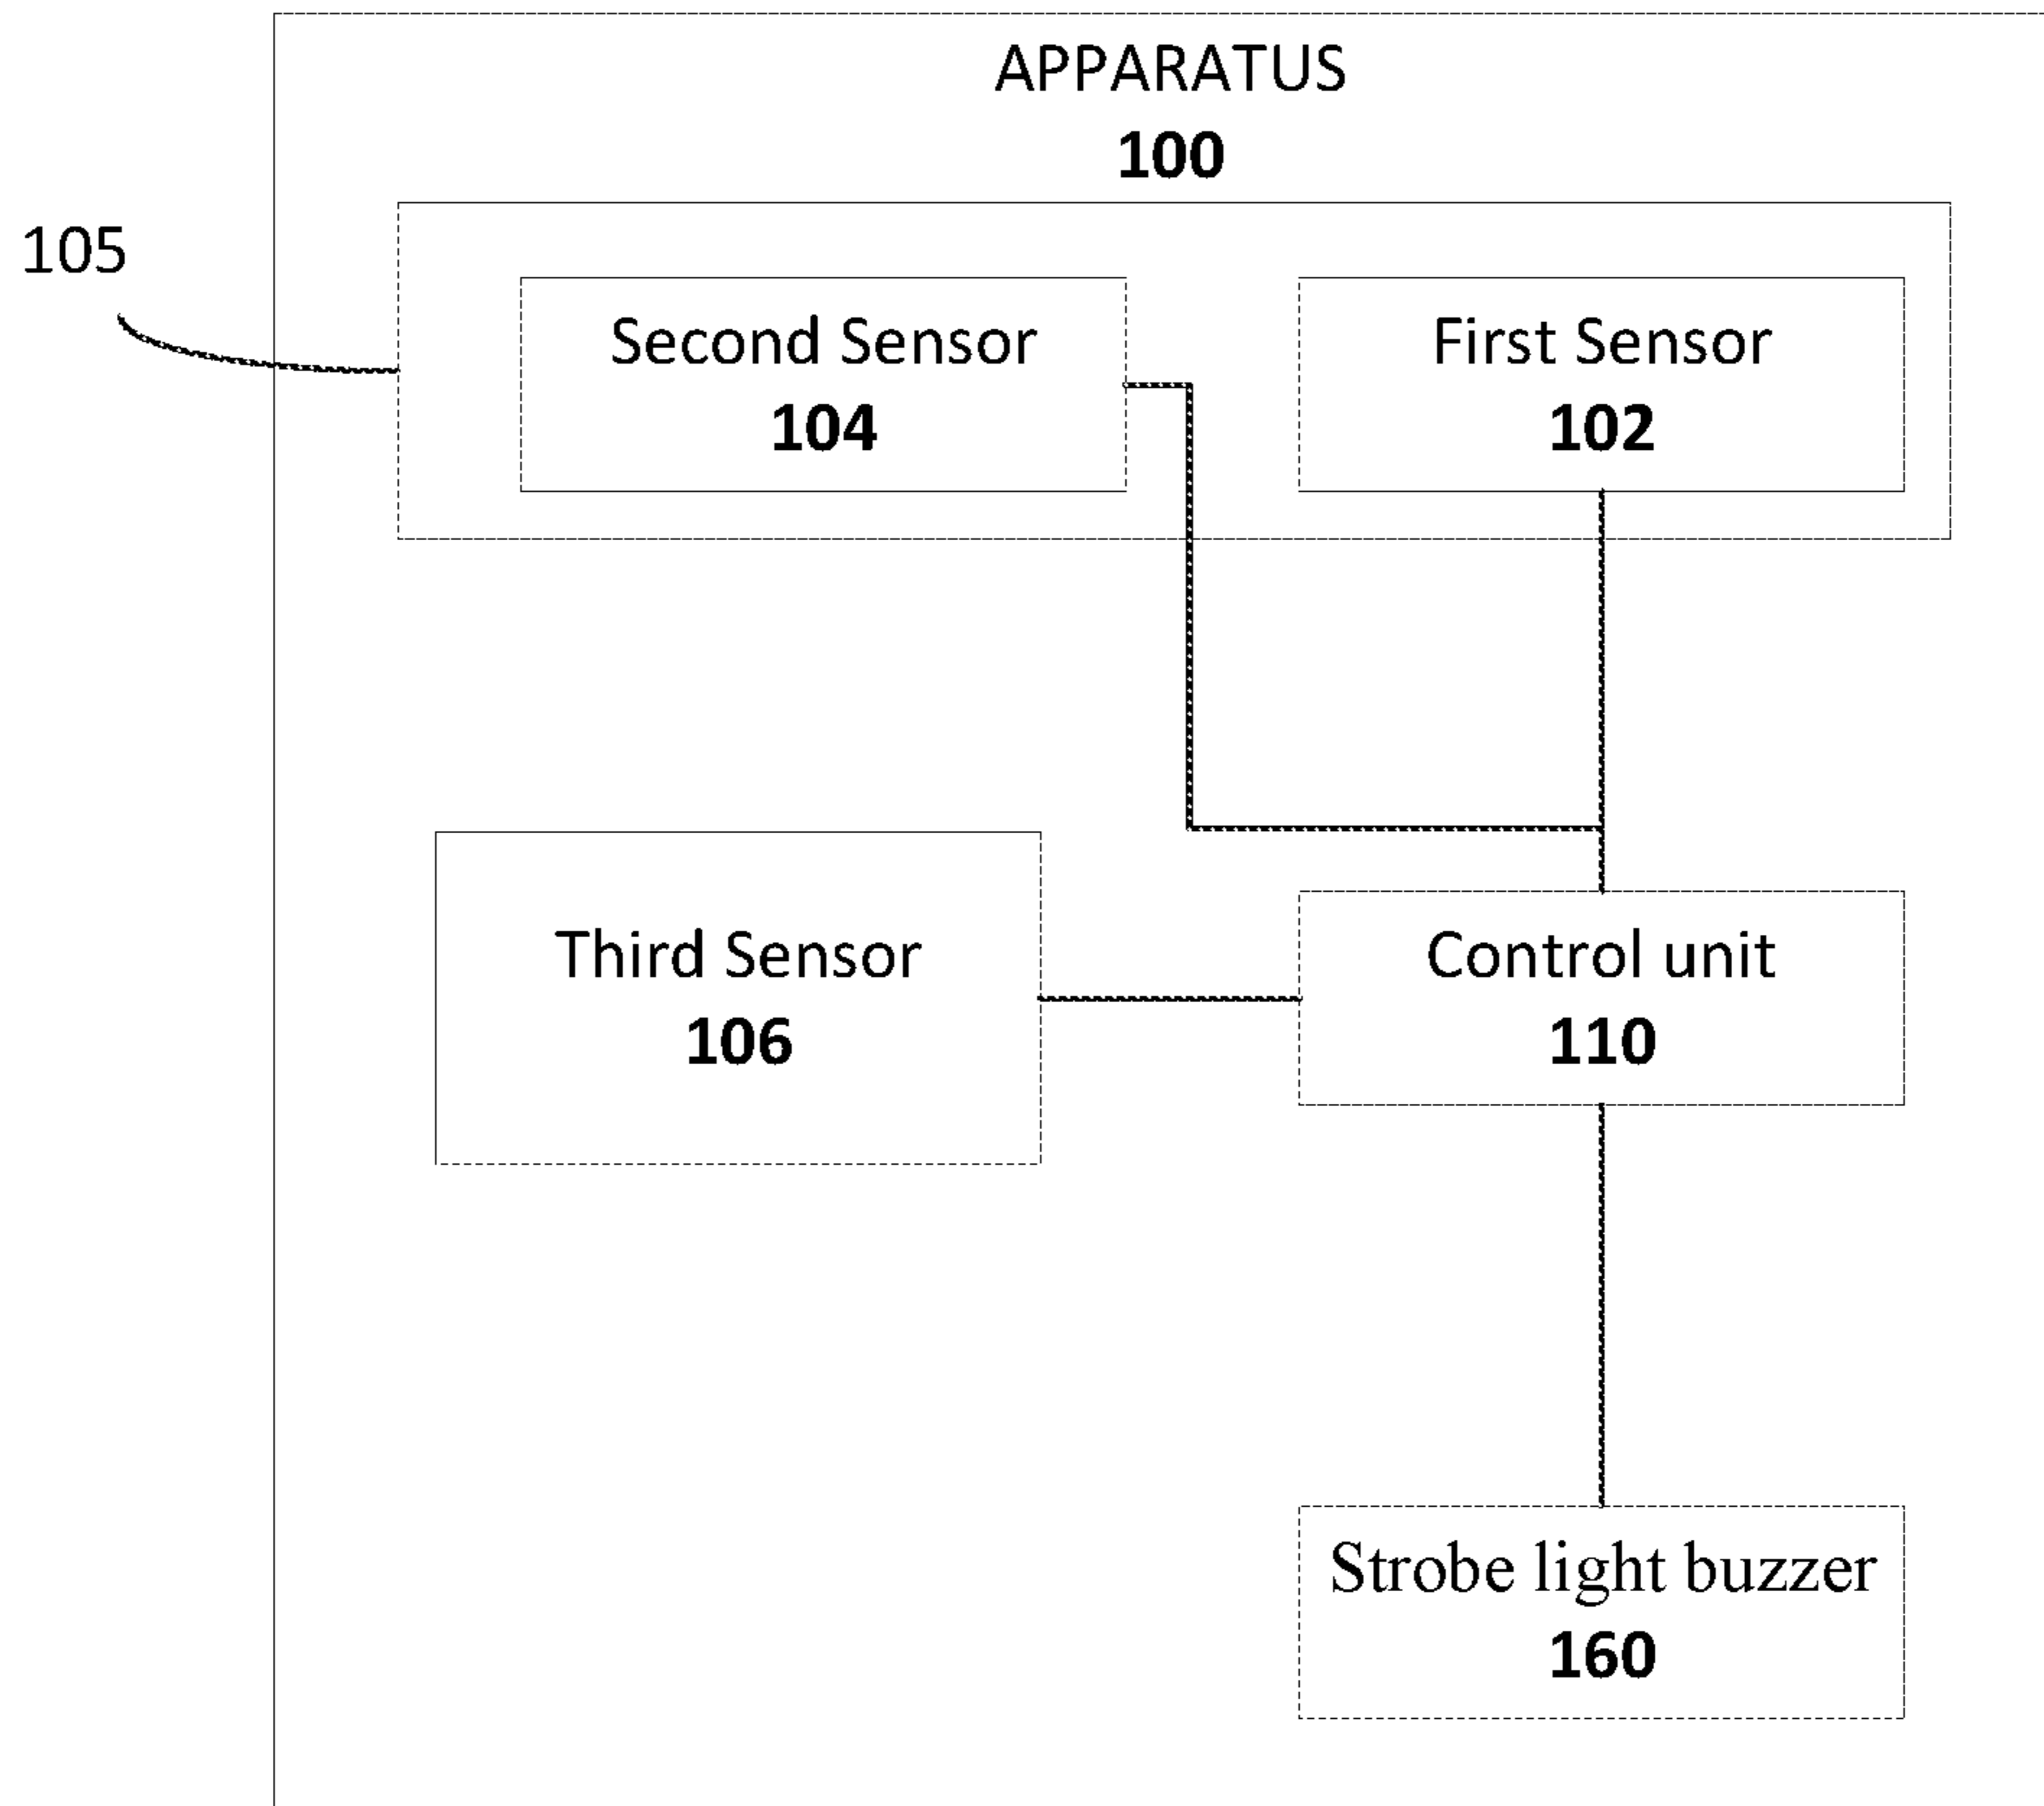 APPARATUS
100
105
Second Sensor
104
First Sensor
102
Third Sensor
106
Control unit
110
Strobe light buzzer
160